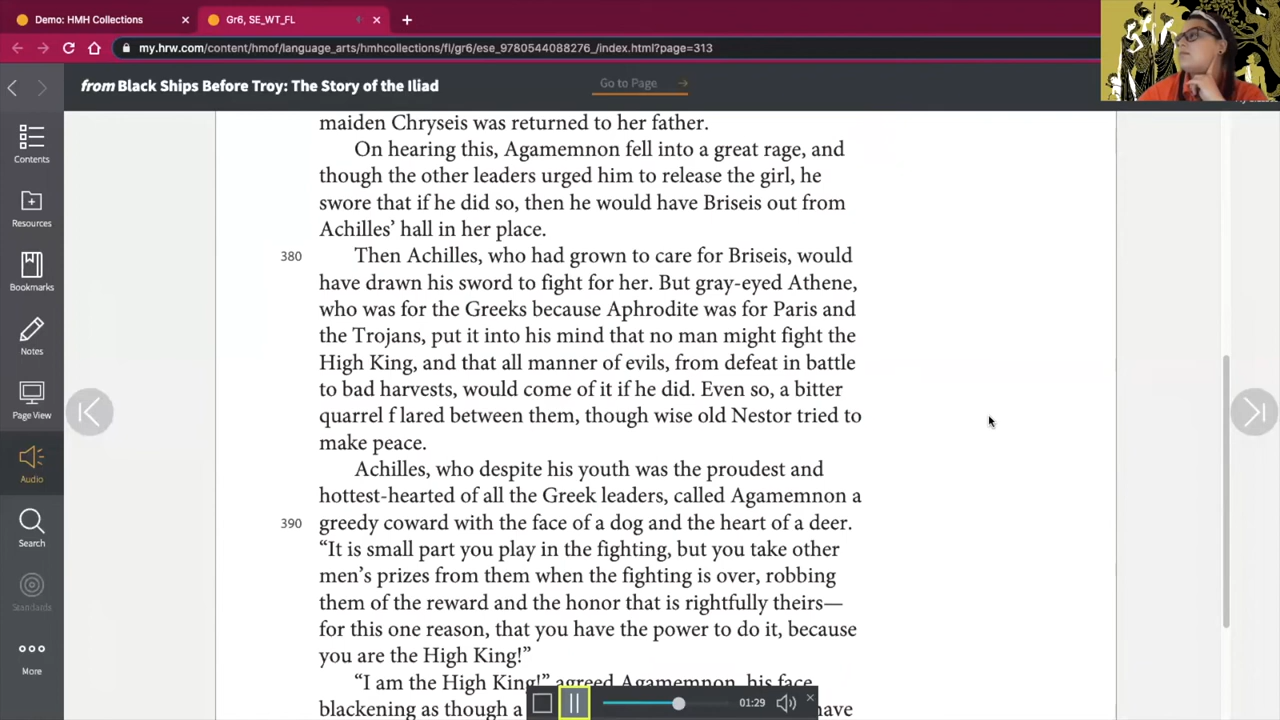 Demo: HMH Collections
Gr6, SE_WT_FL
my.hrw.com/content/hmof/language_arts/hmhcollections/fl/gr6/ese_9780544088276_/index.html?page=313
from Black Ships Before Troy: The Story of the Iliad
Go to Page
Contents
Resources
Bookmarks
Notes
Page View
Audio
Search
Standards
More
maiden Chryseis was returned to her father.
On hearing this, Agamemnon fell into a great rage, and
though the other leaders urged him to release the girl, he
swore that if he did so, then he would have Briseis out from
Achilles’ hall in her place.
380 Then Achilles, who had grown to care for Briseis, would
have drawn his sword to fight for her. But gray-eyed Athene,
who was for the Greeks because Aphrodite was for Paris and
the Trojans, put it into his mind that no man might fight the
High King, and that all manner of evils, from defeat in battle
to bad harvests, would come of it if he did. Even so, a bitter
quarrel f lared between them, though wise old Nestor tried to
make peace.
Achilles, who despite his youth was the proudest and
hottest-hearted of all the Greek leaders, called Agamemnon a
390 greedy coward with the face of a dog and the heart of a deer.
“It is small part you play in the fighting, but you take other
men’s prizes from them when the fighting is over, robbing
them of the reward and the honor that is rightfully theirs—
for this one reason, that you have the power to do it, because
you are the High King!”
“I am the High King!” agreed Agamemnon, his face
blackening as though a have
01:29